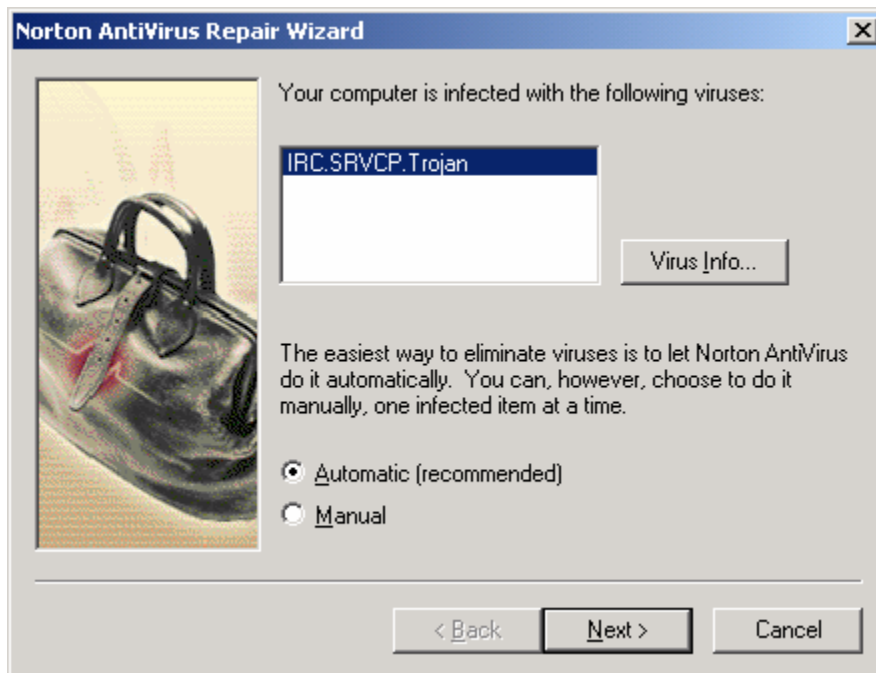 Norton AntiVirus Repair Wizard
Your computer is infected with the following viruses:
IRC.SRVCP.Trojan
Virus Info...
The easiest way to eliminate viruses is to let Norton AntiVirus
do it automatically.  You can, however, choose to do it
manually, one infected item at a time.
Automatic (recommended)
Manual
< Back
Next >
Cancel